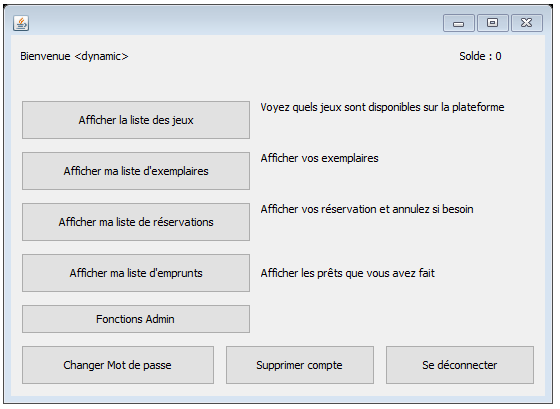 Bienvenue <dynamic>
Solde : 0
Afficher la liste des jeux
Voyez quels jeux sont disponibles sur la plateforme
Afficher ma liste d'exemplaires
Afficher vos exemplaires
Afficher ma liste de réservations
Afficher vos réservation et annulez si besoin
Afficher ma liste d'emprunts
Afficher les prêts que vous avez fait
Fonctions Admin
Changer Mot de passe
Supprimer compte
Se déconnecter